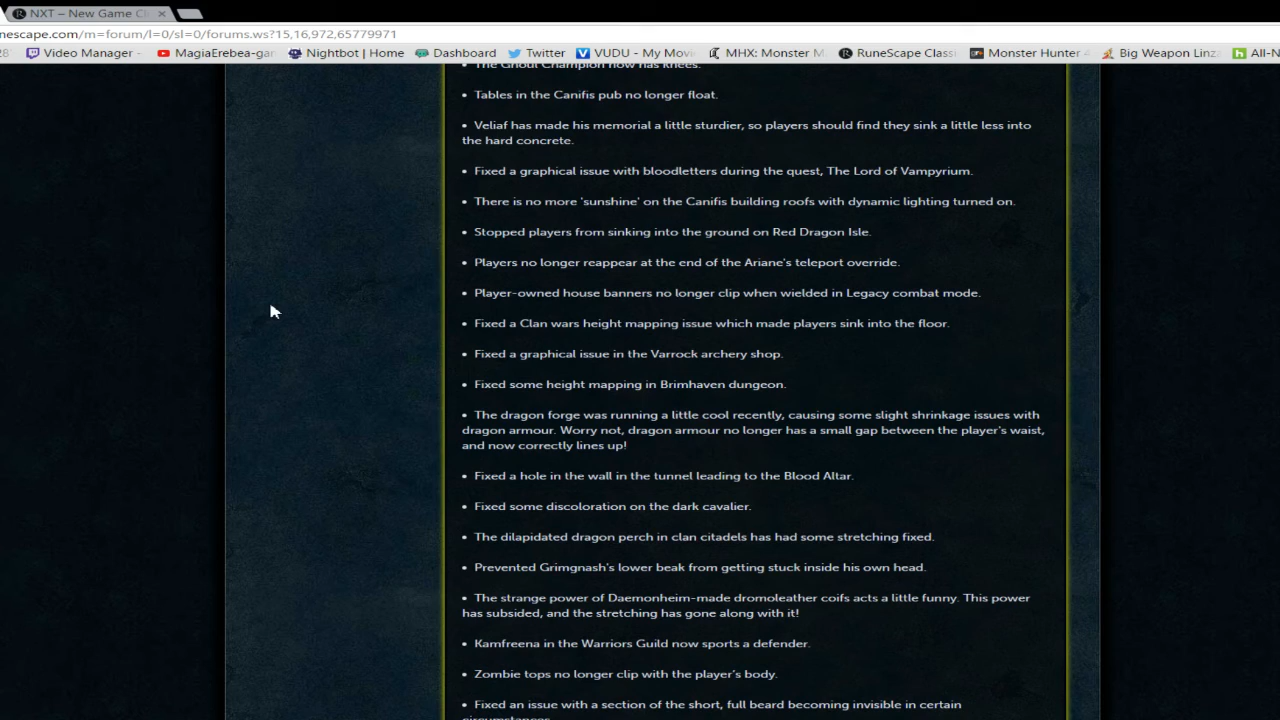 NXT – New Game Cl
nescape.com/m=forum/l=0/sl=0/forums.ws?15,16,972,65779971
Video Manager - MagiaErebea-gam Nightbot | Home Dashboard Twitter VUDU - My Movi MHX: Monster M RuneScape Class Monster Hunter 4 Big Weapon Linz All-N
The Ghoul Champion now has knees.
• Tables in the Canifis pub no longer float.
• Veliaf has made his memorial a little sturdier, so players should find they sink a little less into
the hard concrete.
• Fixed a graphical issue with bloodletters during the quest, The Lord of Vampyrium.
• There is no more 'sunshine' on the Canifis building roofs with dynamic lighting turned on.
• Stopped players from sinking into the ground on Red Dragon Isle.
• Players no longer reappear at the end of the Ariane's teleport override.
• Player-owned house banners no longer clip when wielded in Legacy combat mode.
• Fixed a Clan wars height mapping issue which made players sink into the floor.
• Fixed a graphical issue in the Varrock archery shop.
• Fixed some height mapping in Brimhaven dungeon.
• The dragon forge was running a little cool recently, causing some slight shrinkage issues with
dragon armour. Worry not, dragon armour no longer has a small gap between the player's waist,
and now correctly lines up!
• Fixed a hole in the wall in the tunnel leading to the Blood Altar.
• Fixed some discoloration on the dark cavalier.
• The dilapidated dragon perch in clan citadels has had some stretching fixed.
• Prevented Grimgnash's lower beak from getting stuck inside his own head.
• The strange power of Daemonheim-made dromoleather coifs acts a little funny. This power
has subsided, and the stretching has gone along with it!
• Kamfreena in the Warriors Guild now sports a defender.
• Zombie tops no longer clip with the player's body.
• Fixed an issue with a section of the short, full beard becoming invisible in certain
circumstances.